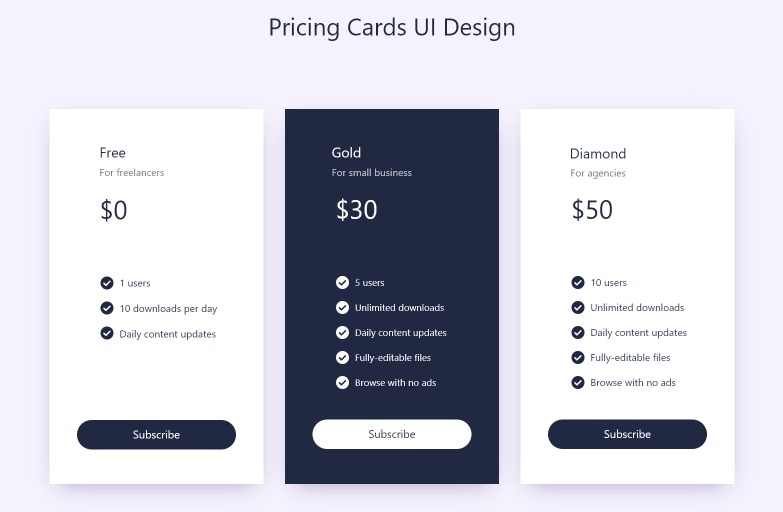 Pricing Cards UI Design
Free
For freelancers
$0
1 users
10 downloads per day
Daily content updates
Subscribe
Gold
For small business
$30
5 users
Unlimited downloads
Daily content updates
Fully-editable files
Browse with no ads
Subscribe
Diamond
For agencies
$50
10 users
Unlimited downloads
Daily content updates
Fully-editable files
Browse with no ads
Subscribe